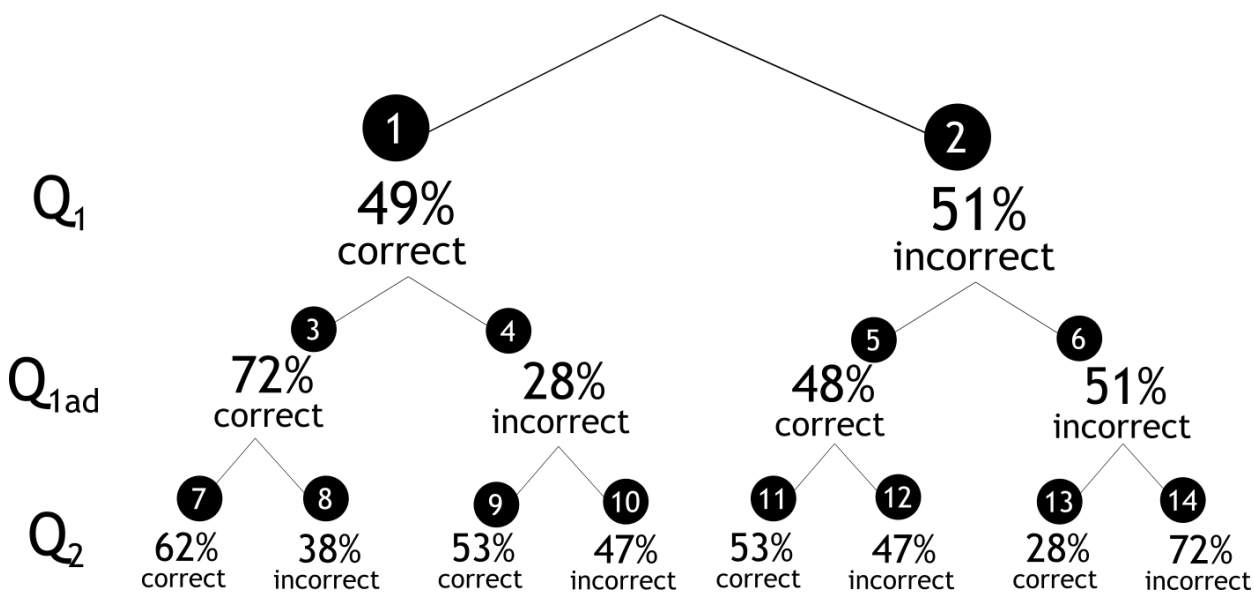 1 2
Q1 49% 51%
correct incorrect
3 4 5 6
Q1ad 72% 28% 48% 51%
correct incorrect correct incorrect
7 8 9 10 11 12 13 14
Q2 62% 38% 53% 47% 53% 47% 28% 72%
correct incorrect correct incorrect correct incorrect correct incorrect